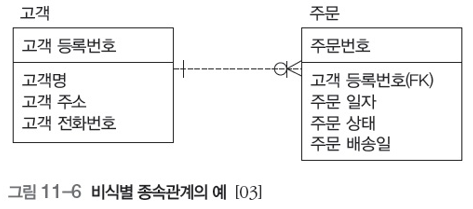 고객
고객 등록번호
고객명
고객 주소
고객 전화번호
주문
주문번호
고객 등록번호(FK)
주문 일자
주문 상태
주문 배송일
그림 11-6 비식별 종속관계의 예 [03]